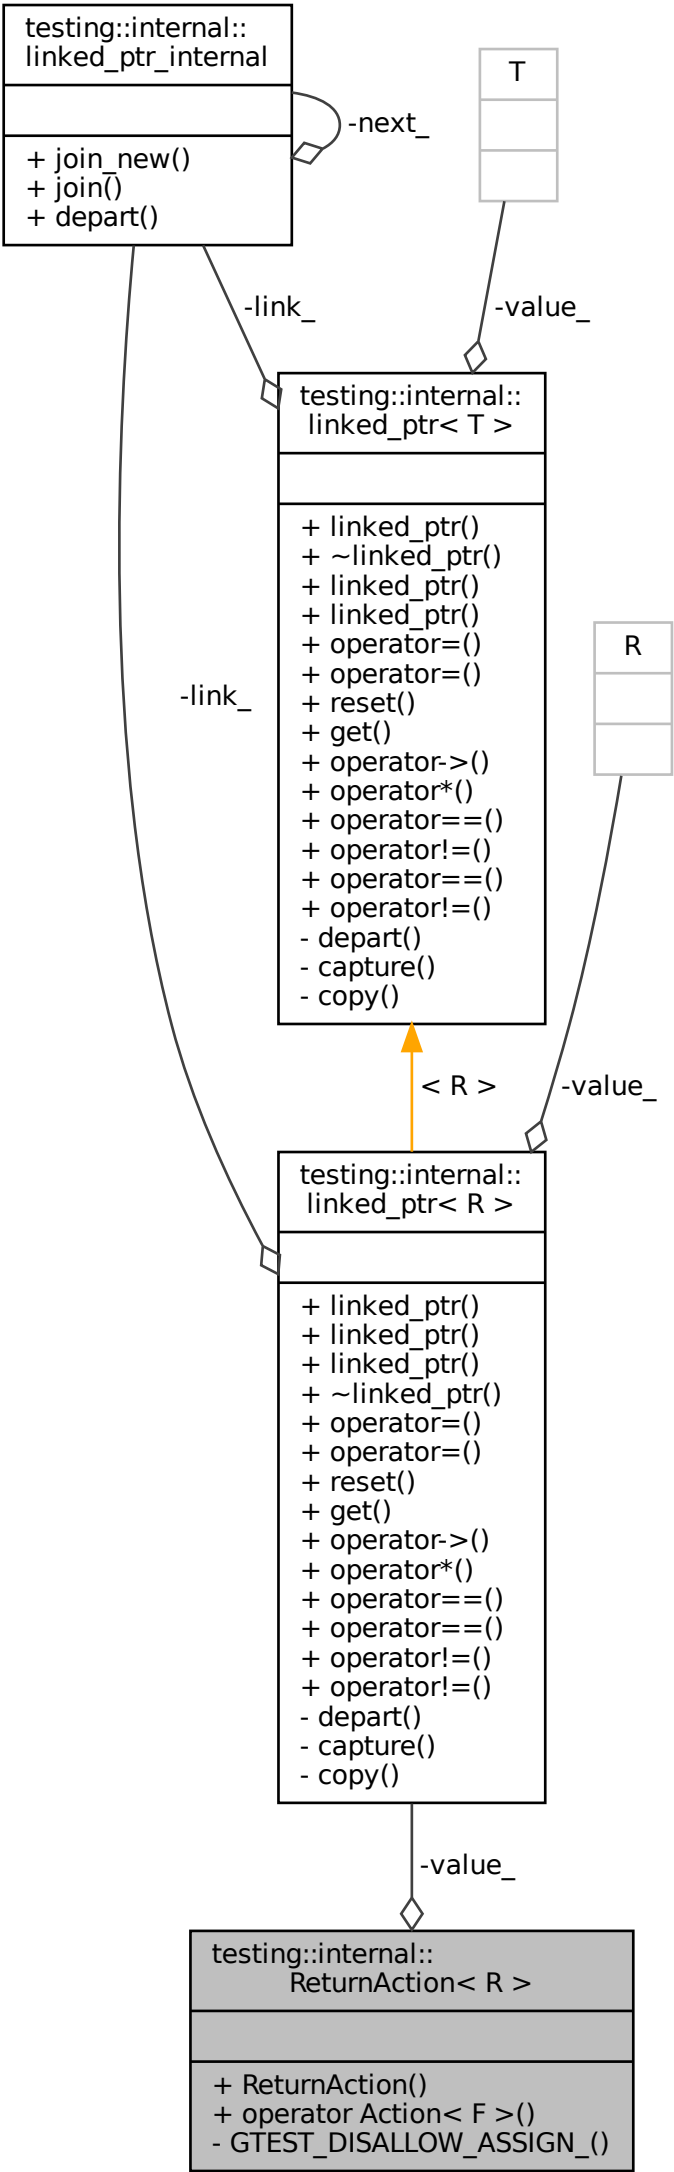 testing::internal::
linked_ptr_internal
+ join_new()
+ join()
+ depart()
-next_
T
-link_
-value_
testing::internal::
linked_ptr< T >
+ linked_ptr()
+ ~linked_ptr()
+ linked_ptr()
+ linked_ptr()
+ operator=()
+ operator=()
+ reset()
+ get()
+ operator->()
+ operator*()
+ operator==()
+ operator!=()
+ operator==()
+ operator!=()
- depart()
- capture()
- copy()
R
-link_
< R >
-value_
testing::internal::
linked_ptr< R >
+ linked_ptr()
+ linked_ptr()
+ linked_ptr()
+ ~linked_ptr()
+ operator=()
+ operator=()
+ reset()
+ get()
+ operator->()
+ operator*()
+ operator==()
+ operator==()
+ operator!=()
+ operator!=()
- depart()
- capture()
- copy()
-value_
testing::internal::
ReturnAction< R >
+ ReturnAction()
+ operator Action< F >()
- GTEST_DISALLOW_ASSIGN_()